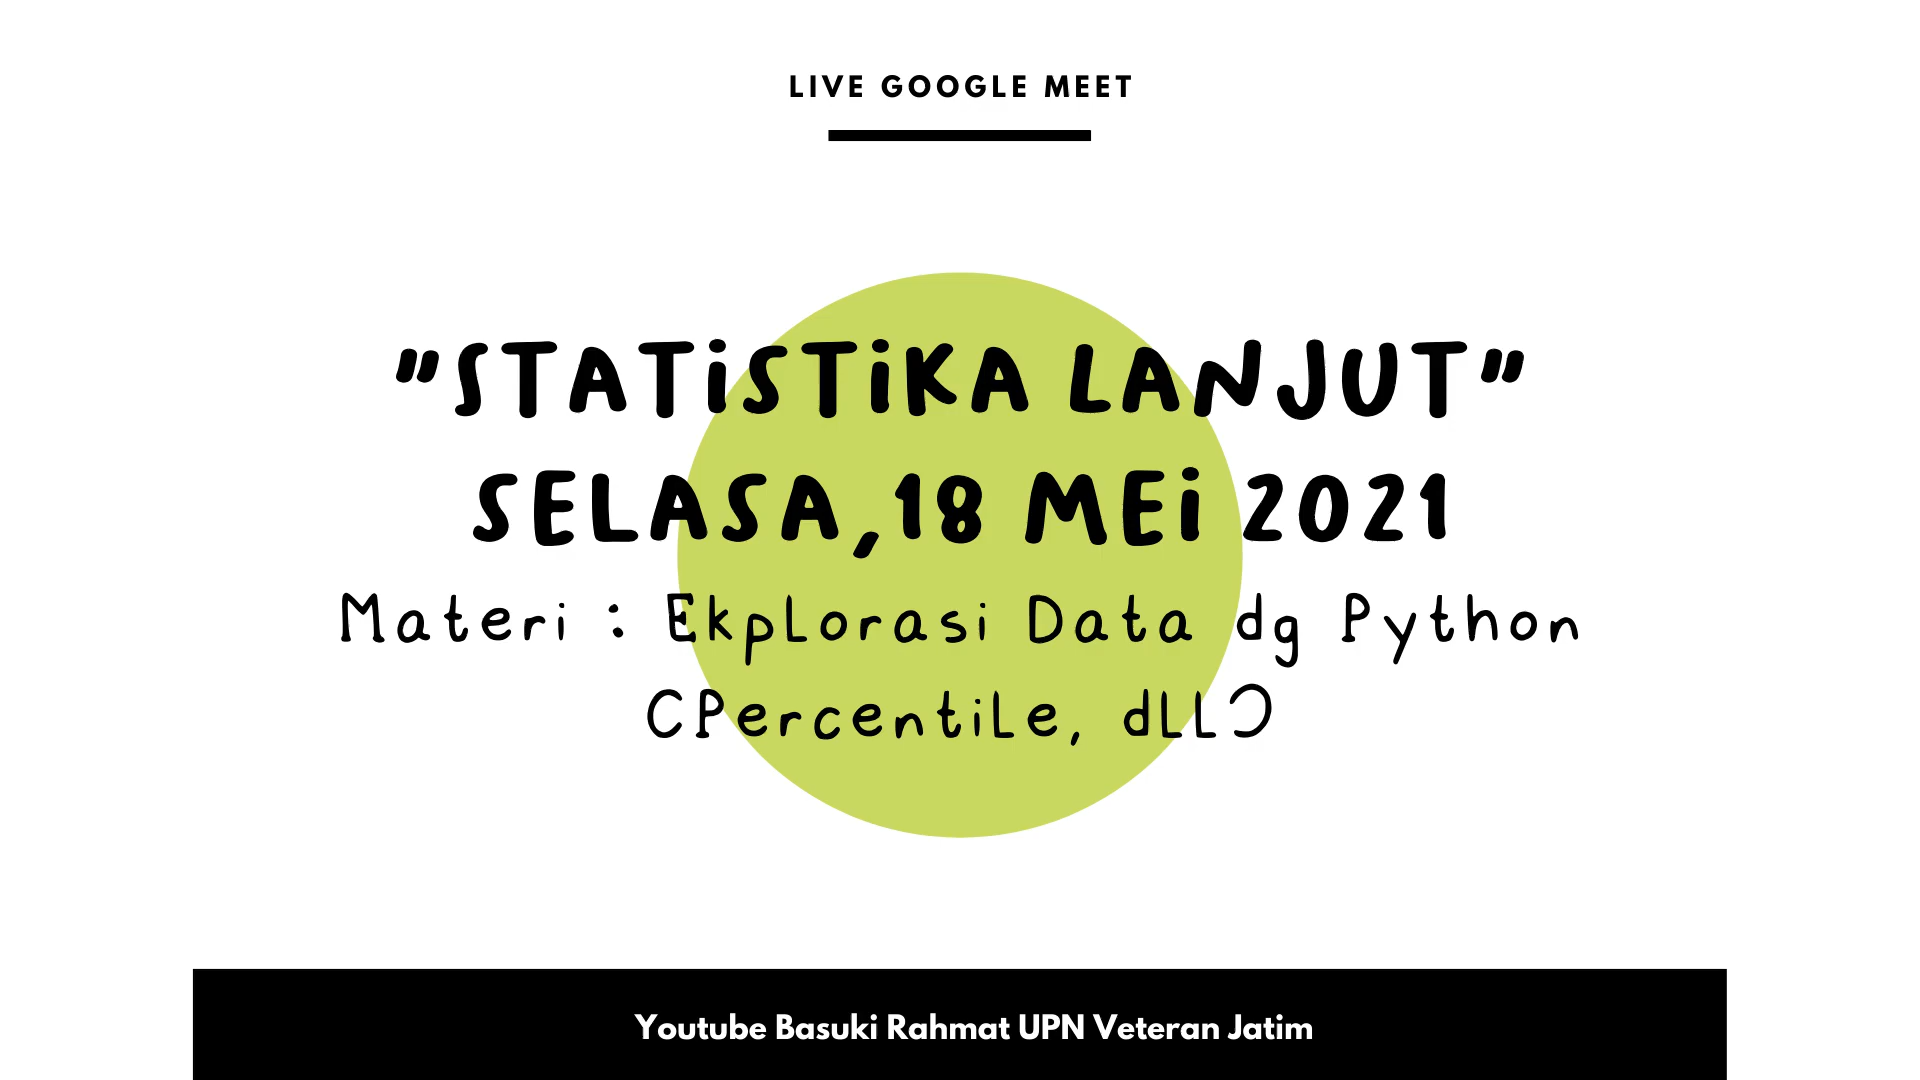 LIVE GOOGLE MEET
"STATiSTiKA LANJUT"
SELASA,18 MEi 2021
Materi : Ekplorasi Data dg Python
(Percentile, dll)
Youtube Basuki Rahmat UPN Veteran Jatim